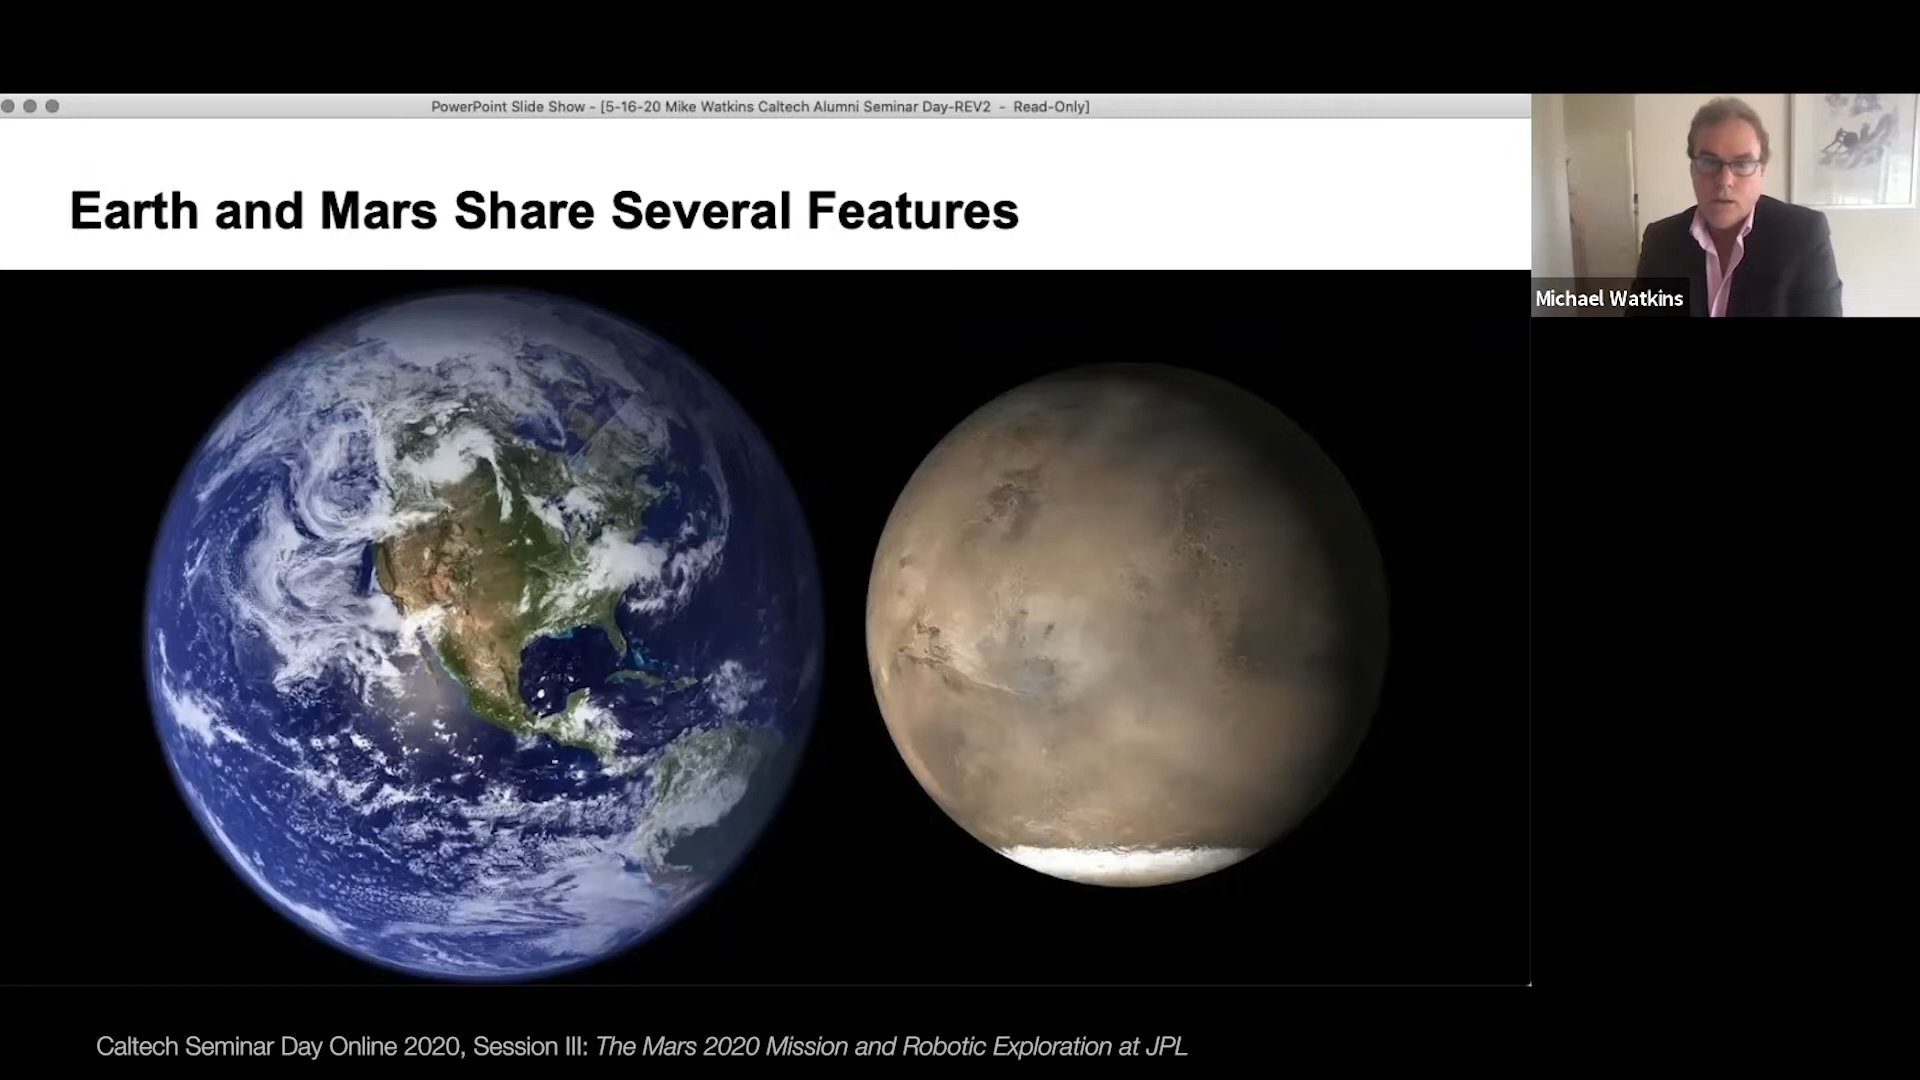 PowerPoint Slide Show - [5-16-20 Mike Watkins Caltech Alumni Seminar Day-REV2 - Read-Only]
Earth and Mars Share Several Features
Michael Watkins
Caltech Seminar Day Online 2020, Session III: The Mars 2020 Mission and Robotic Exploration at JPL